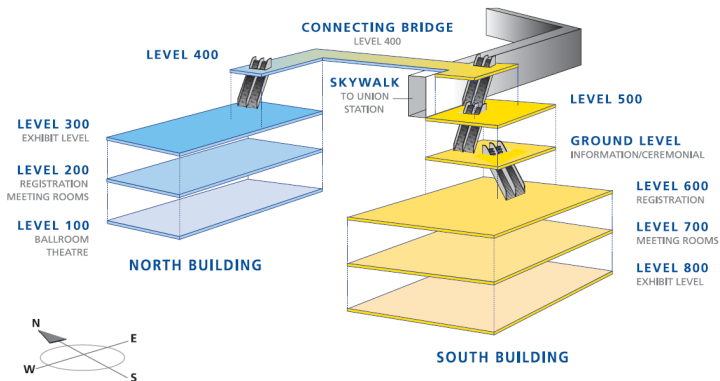 CONNECTING BRIDGE
LEVEL 400
LEVEL 400
SKYWALK
TO UNION
STATION
LEVEL 500
LEVEL 300
EXHIBIT LEVEL
GROUND LEVEL
INFORMATION/CEREMONIAL
LEVEL 200
REGISTRATION
MEETING ROOMS
LEVEL 600
REGISTRATION
LEVEL 100
BALLROOM
THEATRE
LEVEL 700
MEETING ROOMS
NORTH BUILDING
LEVEL 800
EXHIBIT LEVEL
N
E
W
S
SOUTH BUILDING